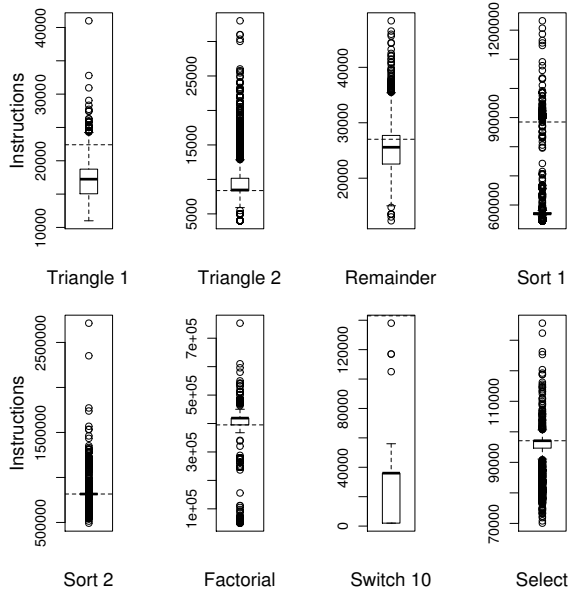 Instructions
10000 20000 30000 40000
Triangle 1
5000 15000 25000
Triangle 2
20000 30000 40000
Remainder
600000 900000 1200000
Sort 1
Instructions
500000 1500000 2500000
Sort 2
1e+05 3e+05 5e+05 7e+05
Factorial
0 40000 80000 140000
Switch 10
70000 90000 110000
Select